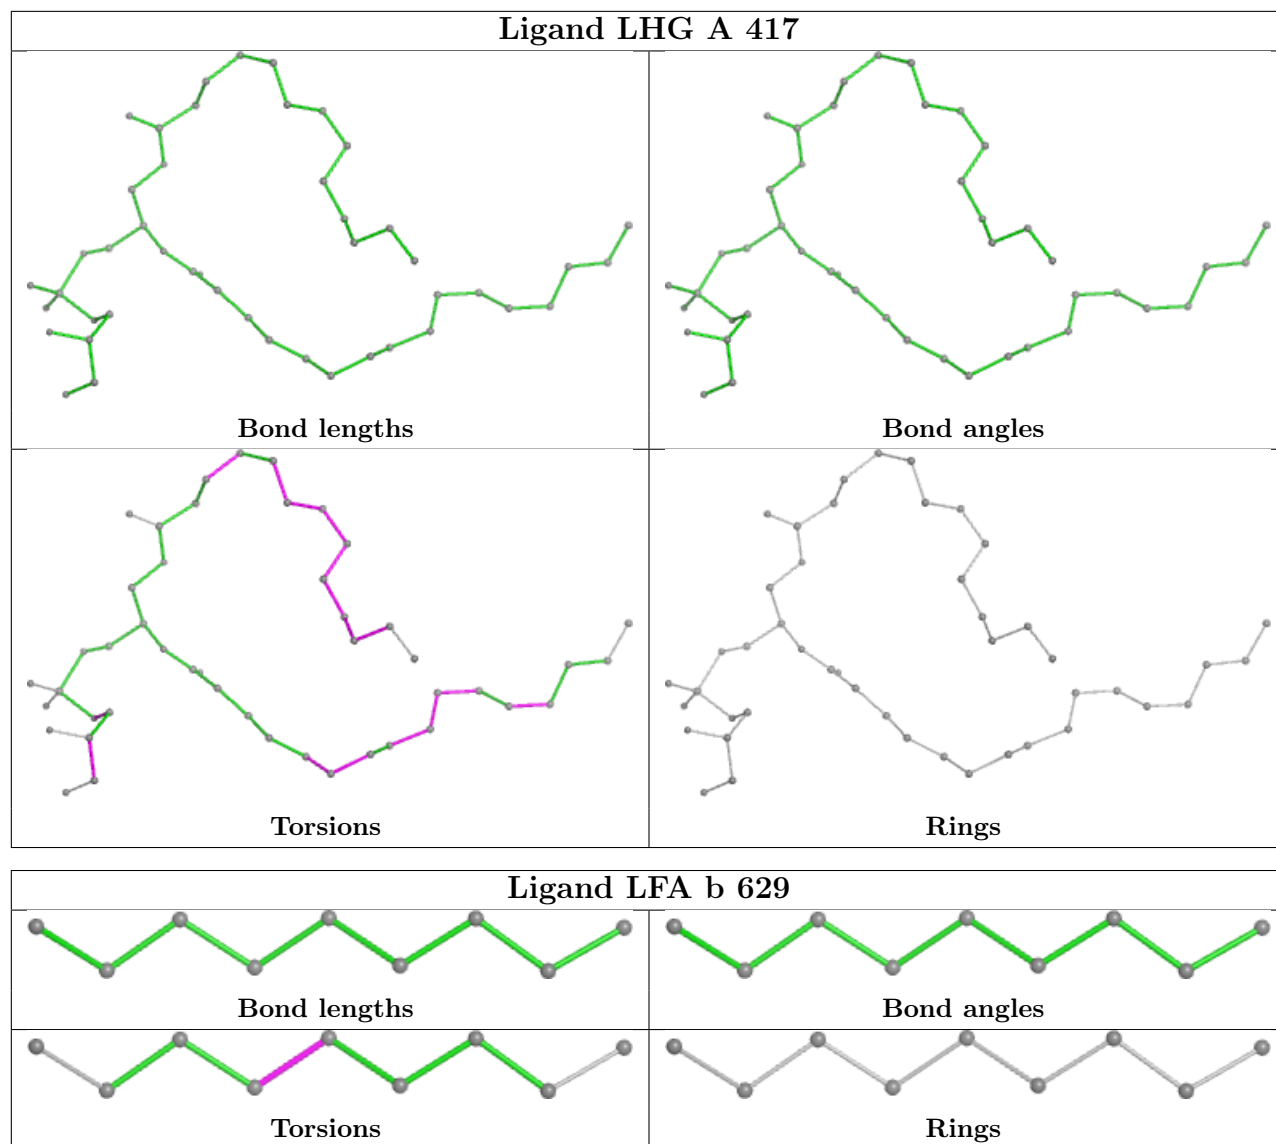 Ligand LHG A 417
Bond lengths
Bond angles
Torsions
Rings
Ligand LFA b 629
Bond lengths
Bond angles
Torsions
Rings